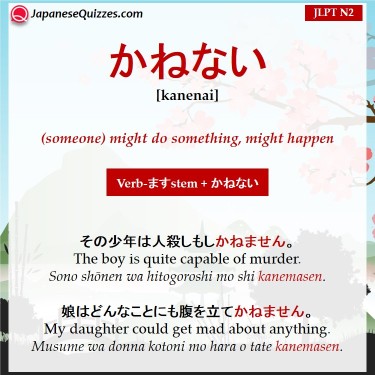 JapaneseQuizzes.com
JLPT N2
かねない
[kanenai]
(someone) might do something, might happen
Verb-ますstem + かねない
その少年は人殺しもしかねません。
The boy is quite capable of murder.
Sono shōnen wa hitogoroshi mo shi kanemasen.
娘はどんなことにも腹を立てかねません。
My daughter could get mad about anything.
Musume wa donna kotoni mo hara o tate kanemasen.